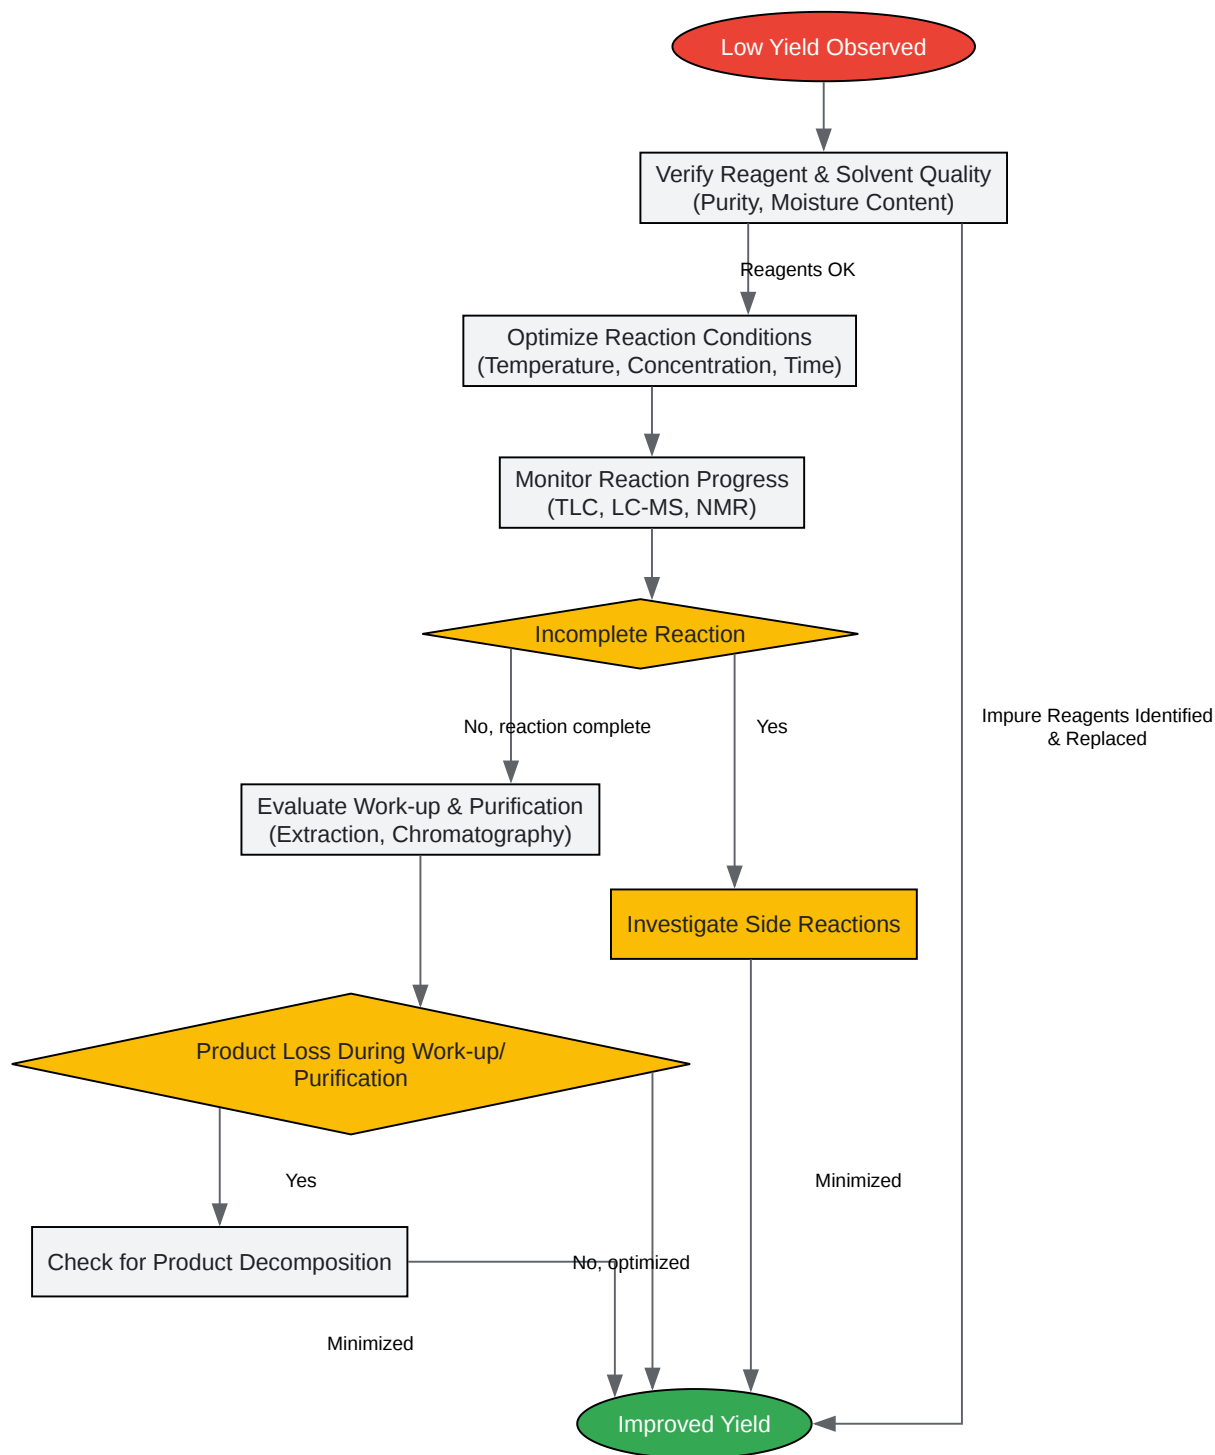 Low Yield Observed
Verify Reagent & Solvent Quality
(Purity, Moisture Content)
Reagents OK
Optimize Reaction Conditions
(Temperature, Concentration, Time)
Monitor Reaction Progress
(TLC, LC-MS, NMR)
Incomplete Reaction
No, reaction complete
Yes
Impure Reagents Identified
& Replaced
Evaluate Work-up & Purification
(Extraction, Chromatography)
Investigate Side Reactions
Product Loss During Work-up/
Purification
Yes
Minimized
Check for Product Decomposition
No, optimized
Minimized
Improved Yield